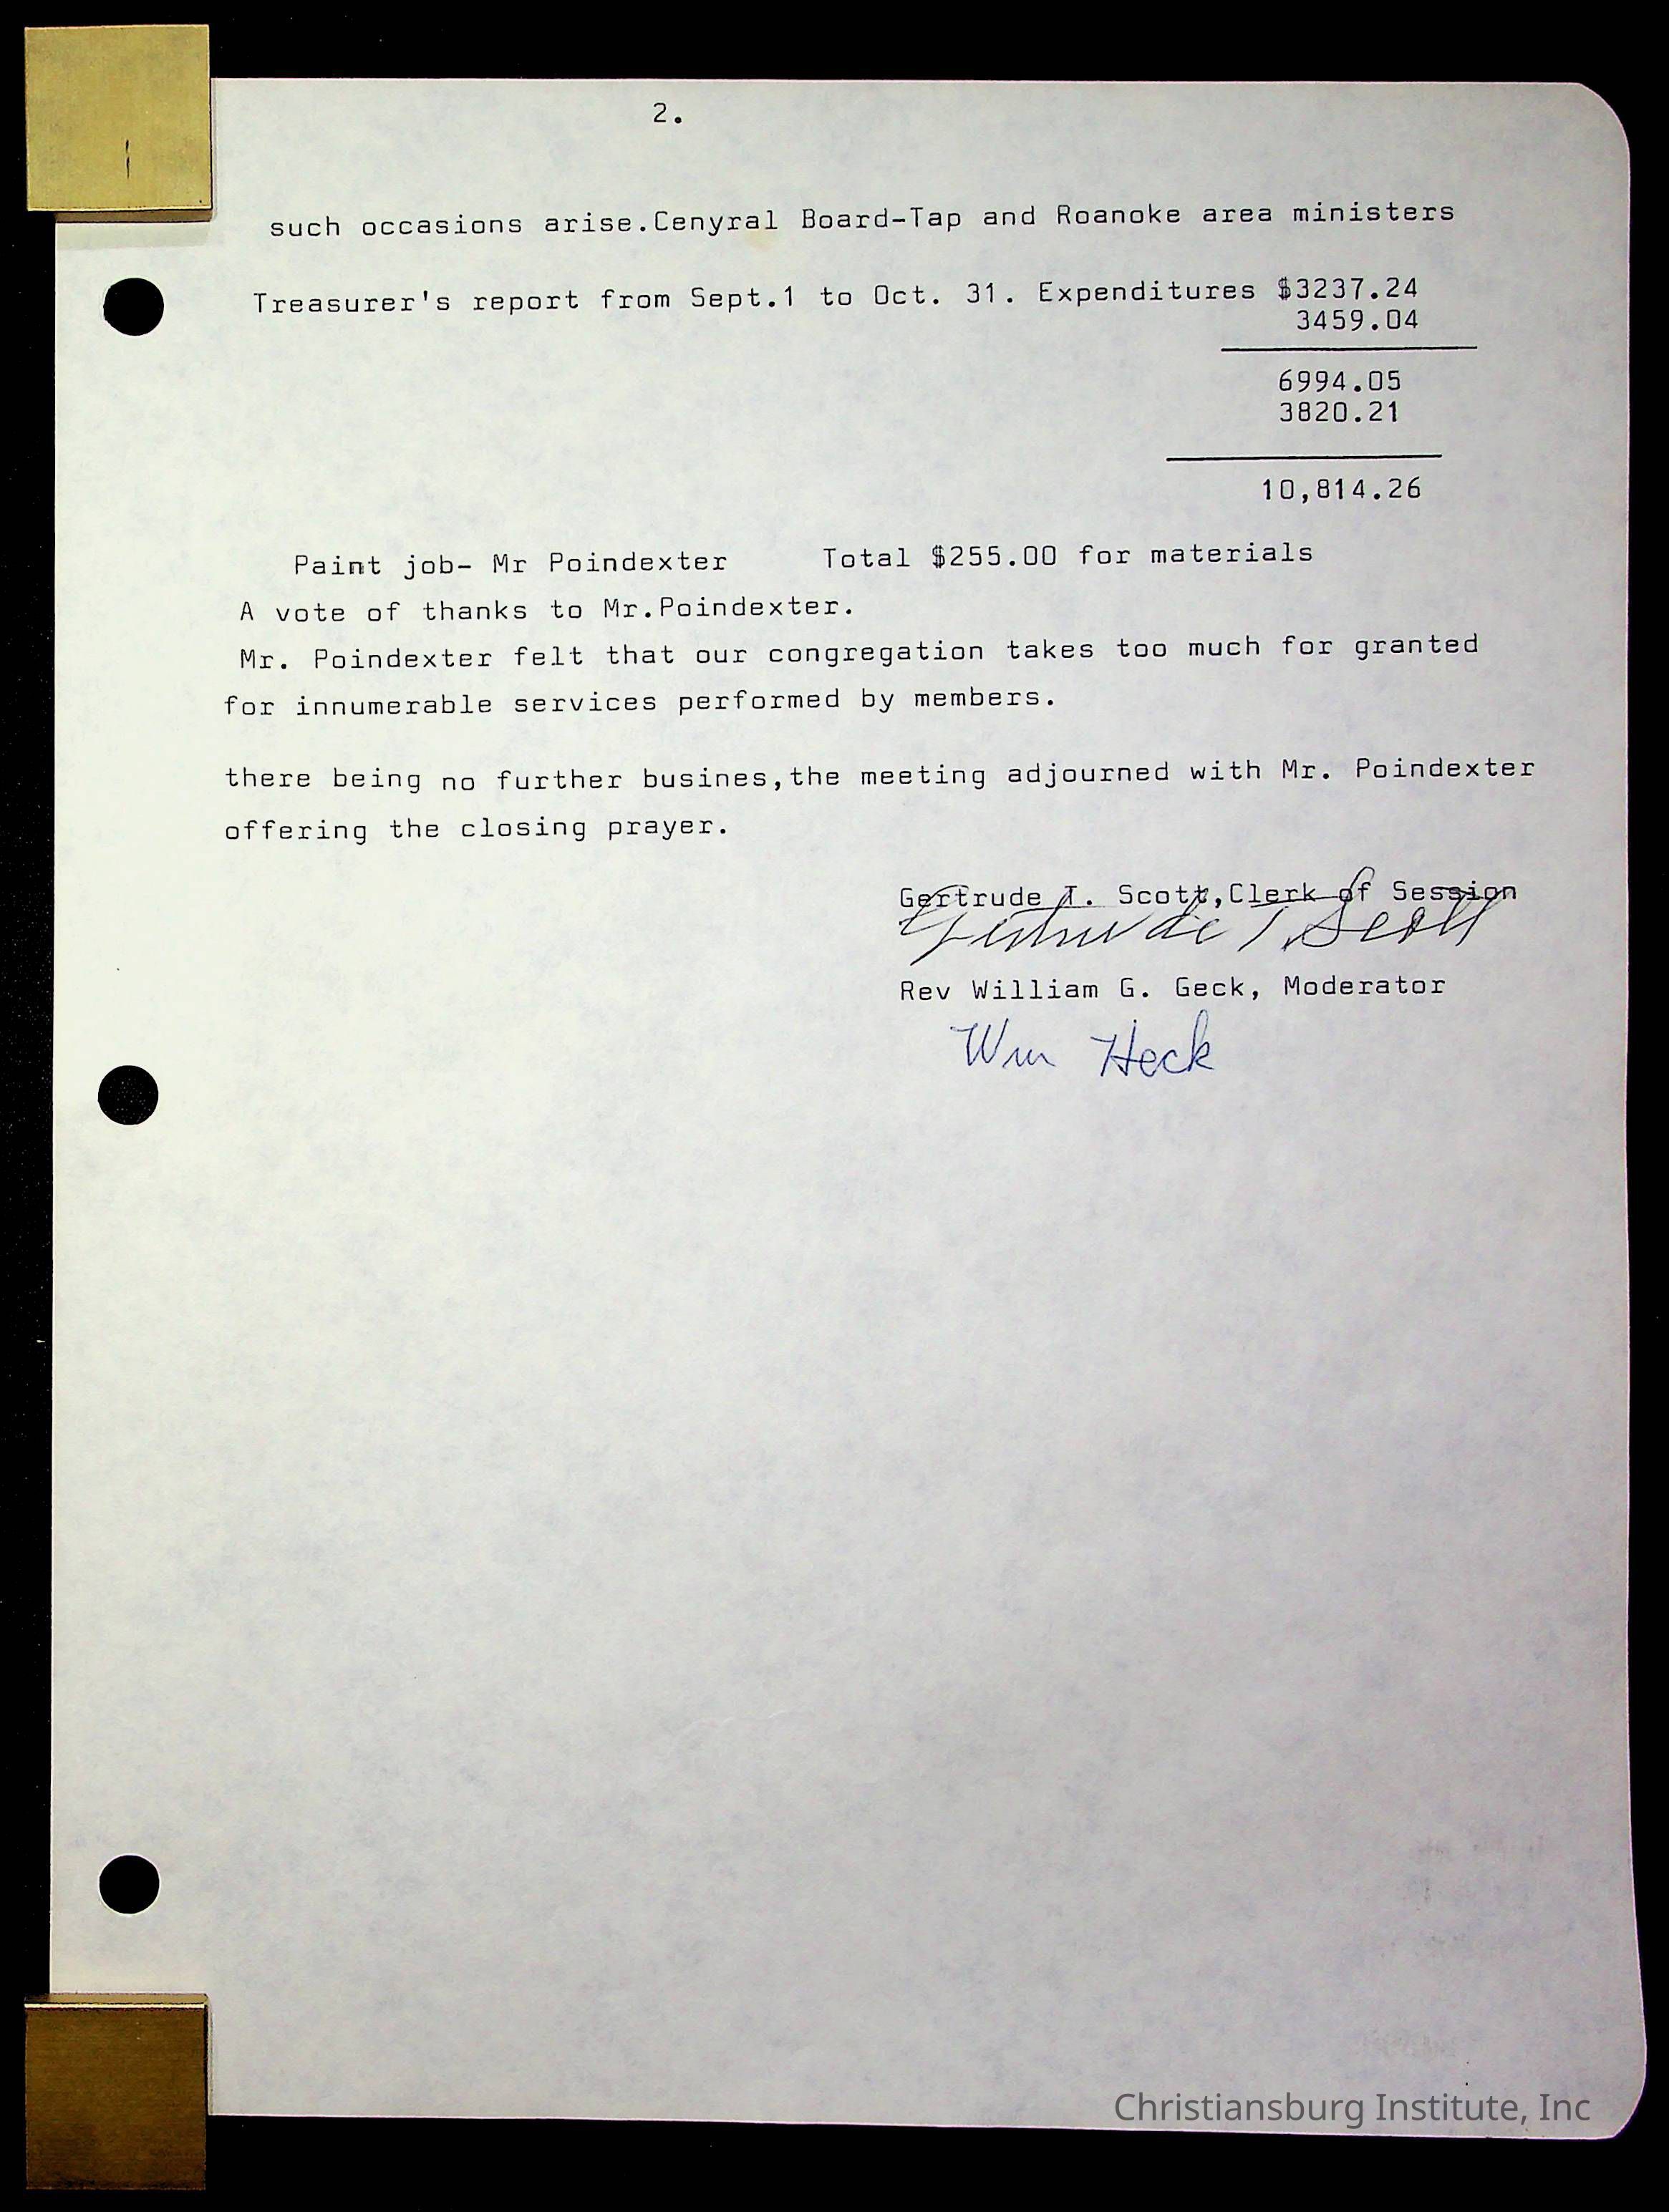 2.
such occasions arise.Cenyral Board-Tap and Roanoke area ministers
Treasurer's report from Sept.1 to Oct. 31. Expenditures $3237.24
3459.04
6994.05
3820.21
10,814.26
Paint job- Mr Poindexter Total $255.00 for materials
A vote of thanks to Mr.Poindexter.
Mr. Poindexter felt that our congregation takes too much for granted
for innumerable services performed by members.
there being no further busines,the meeting adjourned with Mr. Poindexter
offering the closing prayer.
Gertrude T. Scott,Clerk of Session
Gertrude T Scott
Rev William G. Geck, Moderator
Wm Heck
Christiansburg Institute, Inc